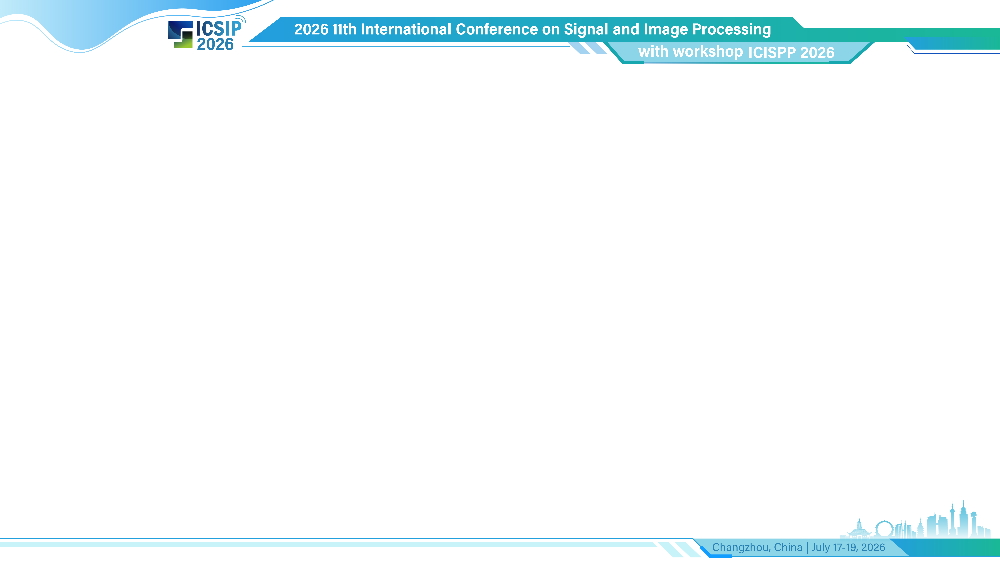 ICSIP
2026
2026 11th International Conference on Signal and Image Processing
with workshop ICISPP 2026
Changzhou, China | July 17-19, 2026